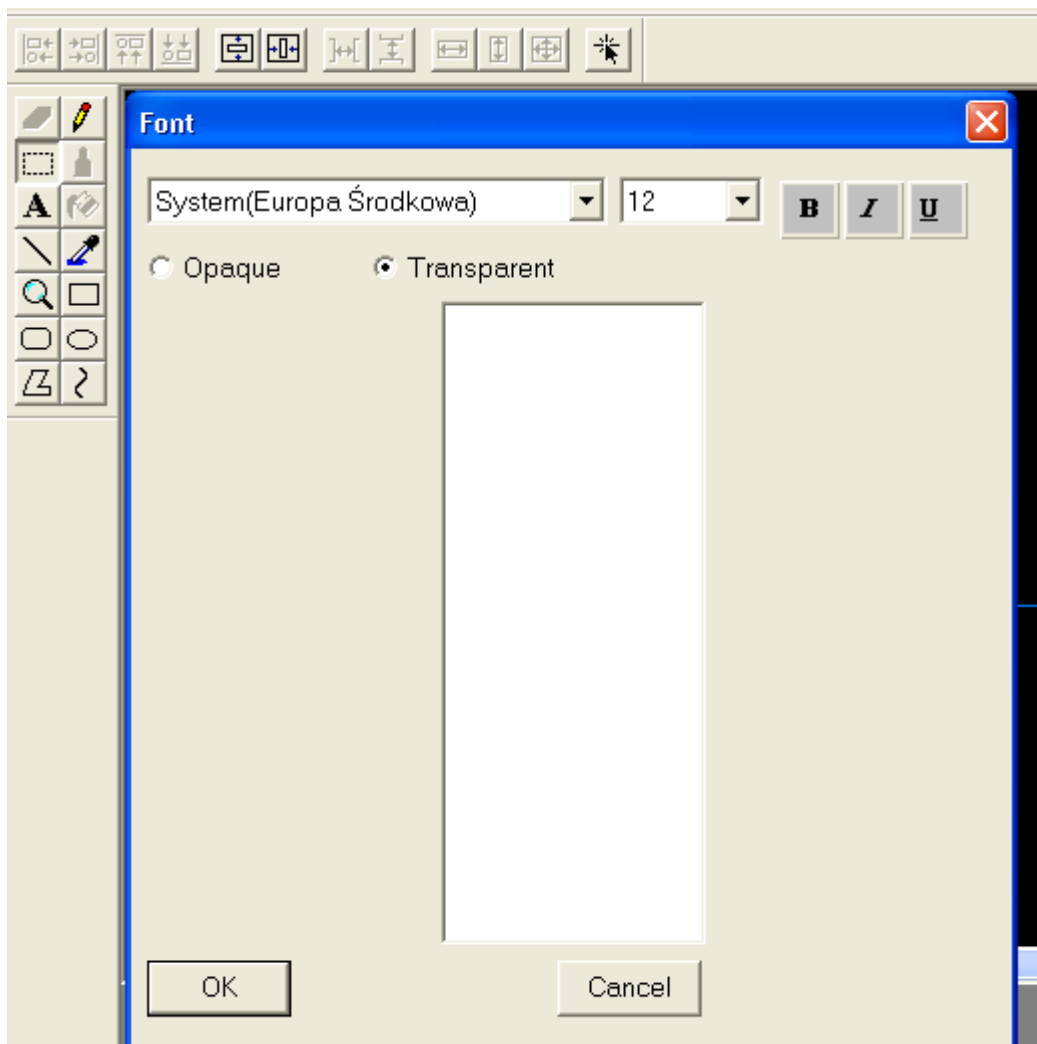 A
Font
System(Europa Środkowa) 12 B I U
Opaque Transparent
OK Cancel